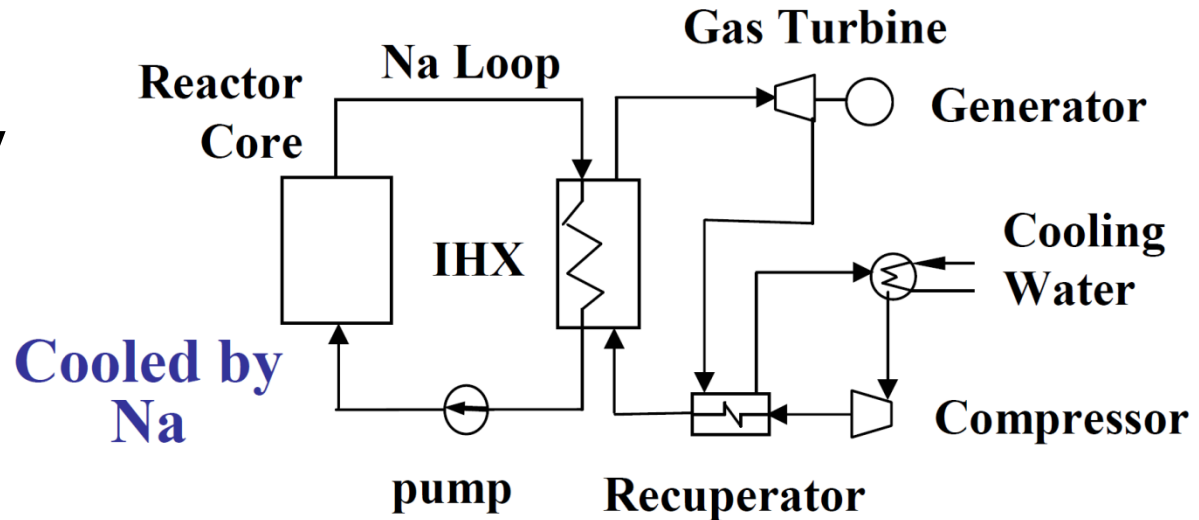 Gas Turbine
Na Loop
Reactor
Core
Generator
IHX
Cooling
Water
Cooled by
Na
Compressor
pump
Recuperator